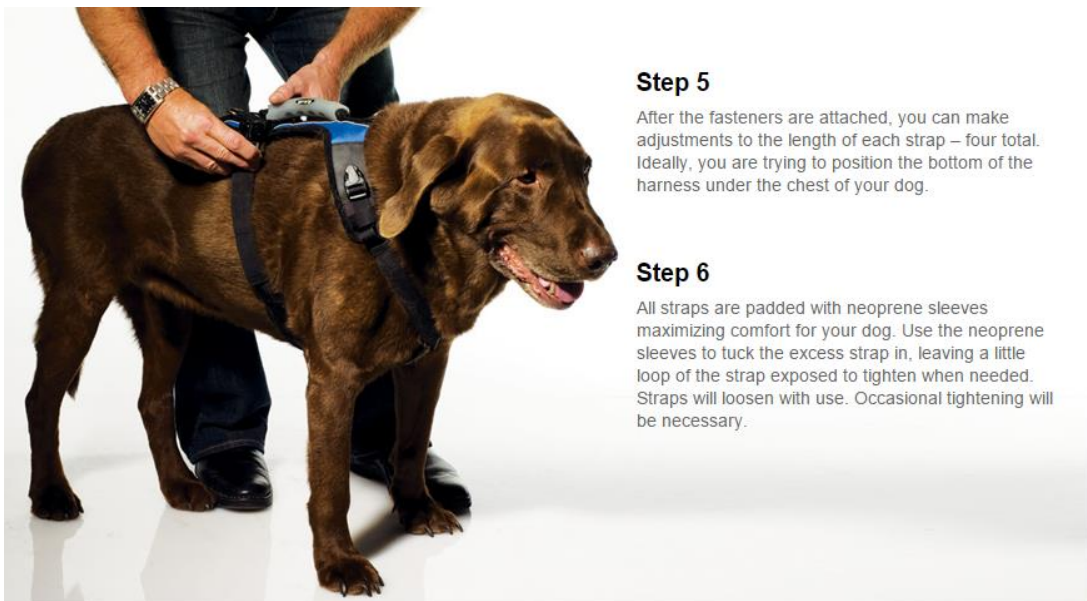 Step 5
After the fasteners are attached, you can make
adjustments to the length of each strap – four total.
Ideally, you are trying to position the bottom of the
harness under the chest of your dog.
Step 6
All straps are padded with neoprene sleeves
maximizing comfort for your dog. Use the neoprene
sleeves to tuck the excess strap in, leaving a little
loop of the strap exposed to tighten when needed.
Straps will loosen with use. Occasional tightening will
be necessary.